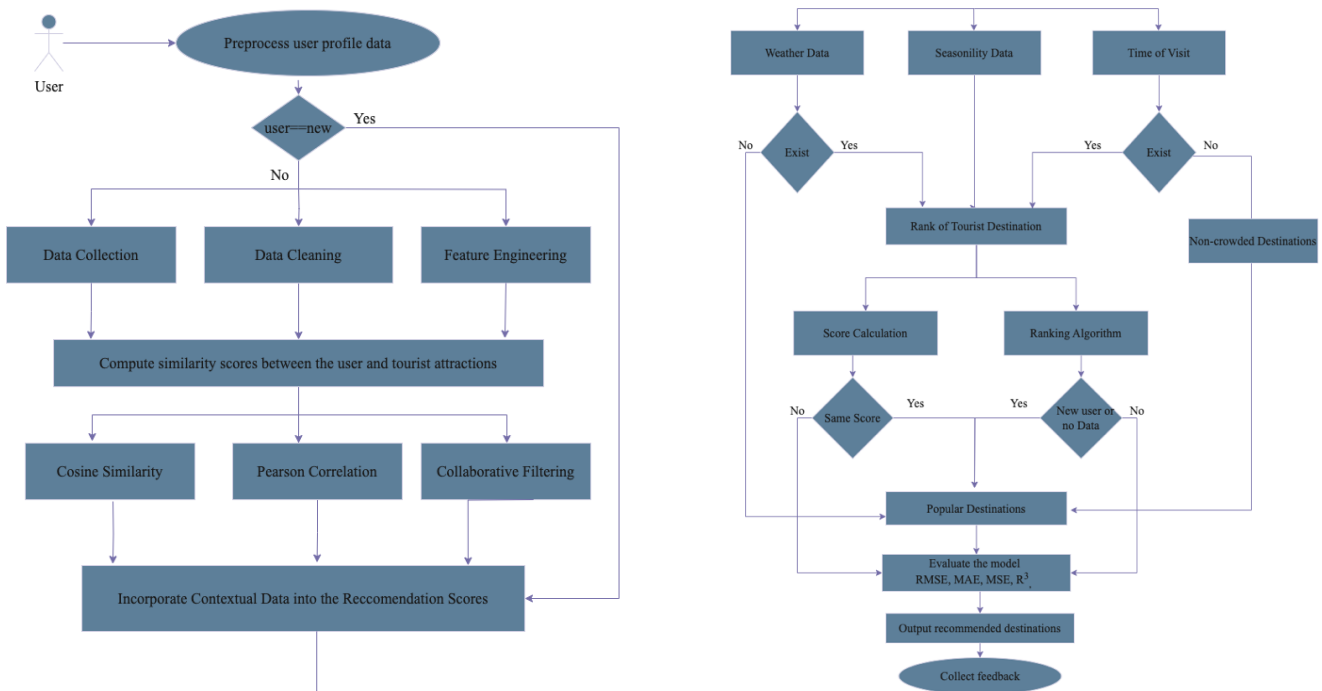 Preprocess user profile data
User
user==new
Yes
No
Data Collection
Data Cleaning
Feature Engineering
Compute similarity scores between the user and tourist attractions
Cosine Similarity
Pearson Correlation
Collaborative Filtering
Incorporate Contextual Data into the Reccomendation Scores
Weather Data
Seasonility Data
Time of Visit
No
Exist
Yes
Yes
Exist
No
Rank of Tourist Destination
Non-crowded Destinations
Score Calculation
Ranking Algorithm
No
Same Score
Yes
Yes
New user or
no Data
No
Popular Destinations
Evaluate the model
RMSE, MAE, MSE, R³,
Output recommended destinations
Collect feedback